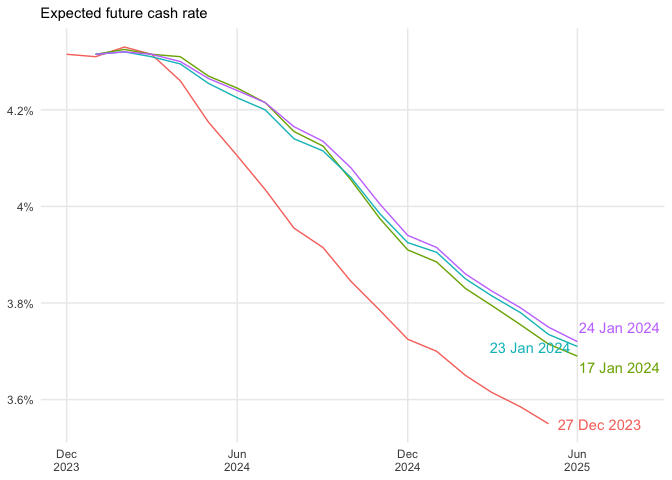 Expected future cash rate
4.2%
4%
3.8%
3.6%
24 Jan 2024
23 Jan 2024
17 Jan 2024
27 Dec 2023
Dec
2023
Jun
2024
Dec
2024
Jun
2025